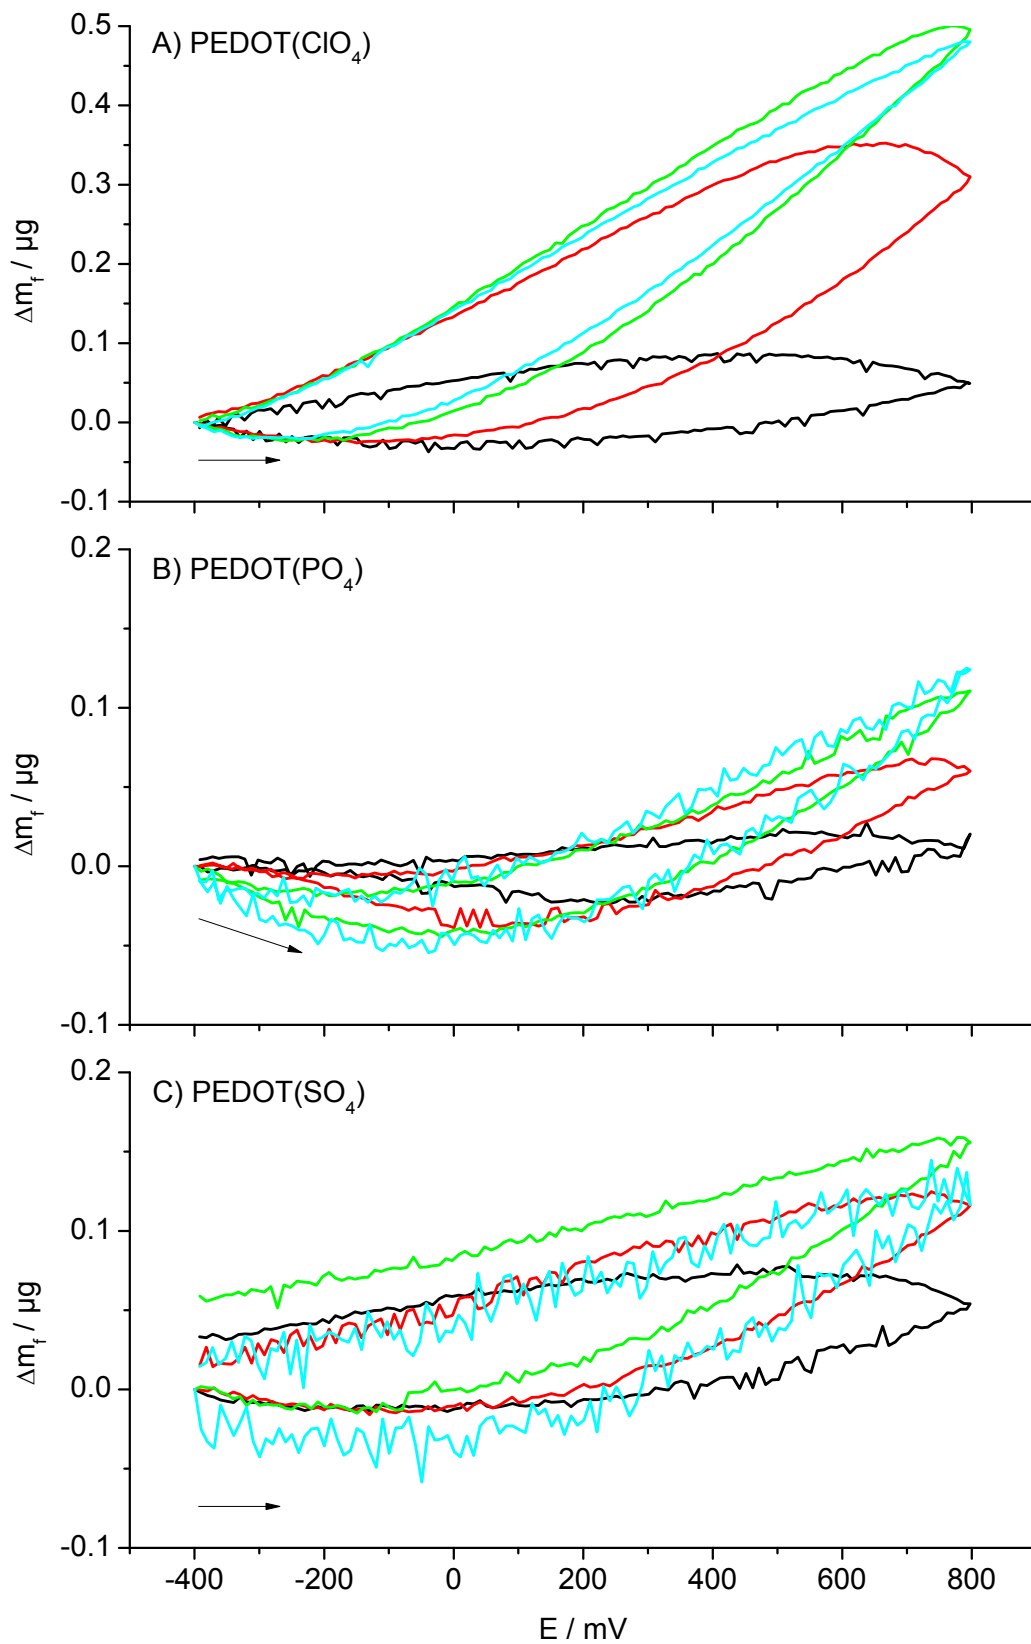 A) PEDOT(ClO4)
0.5
0.4
0.3
0.2
0.1
0.0
-0.1
Δmf / µg
B) PEDOT(PO4)
0.2
0.1
0.0
-0.1
Δmf / µg
C) PEDOT(SO4)
0.2
0.1
0.0
-0.1
Δmf / µg
-400 -200 0 200 400 600 800
E / mV